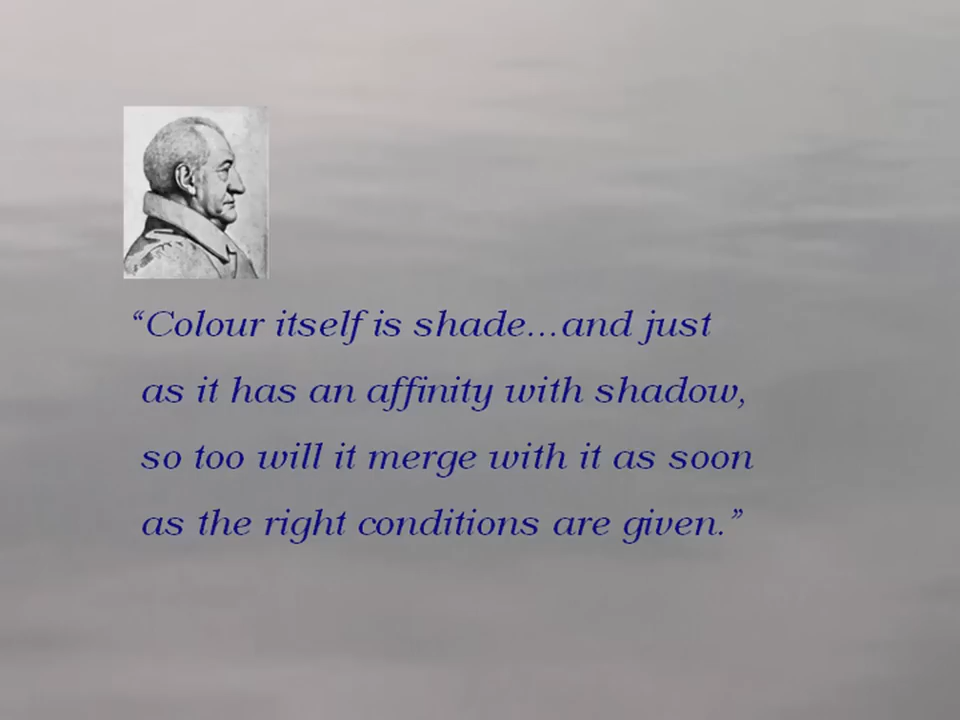 “Colour itself is shade...and just
as it has an affinity with shadow,
so too will it merge with it as soon
as the right conditions are given.”